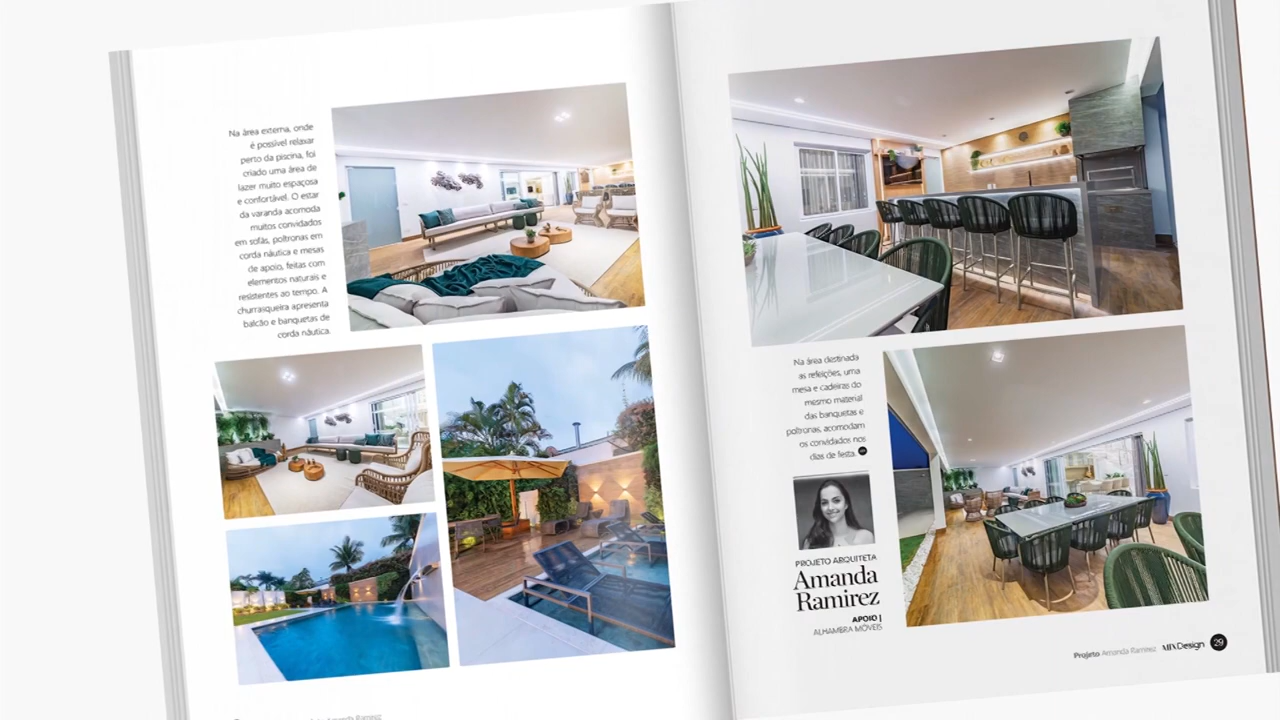 Na área externa, onde
é possível relaxar
perto da piscina, foi
criado uma área de
lazer muito espaçosa
e confortável. O estar
da varanda acomoda
muitos convidados
em sofás, poltronas em
corda náutica e mesas
de apoio, feitas com
elementos naturais e
resistentes ao tempo. A
churrasqueira apresenta
balcão e banquetas de
corda náutica.
Na área destinada
as refeições, uma
mesa e cadeiras do
mesmo material
das banquetas e
poltronas, acomodam
os convidados nos
dias de festa.
PROJETO ARQUITETA
Amanda
Ramirez
APOIO |
ALHAMBRA MÓVEIS
Projeto Amanda Ramirez MIXDesign 29
Amanda Ramirez